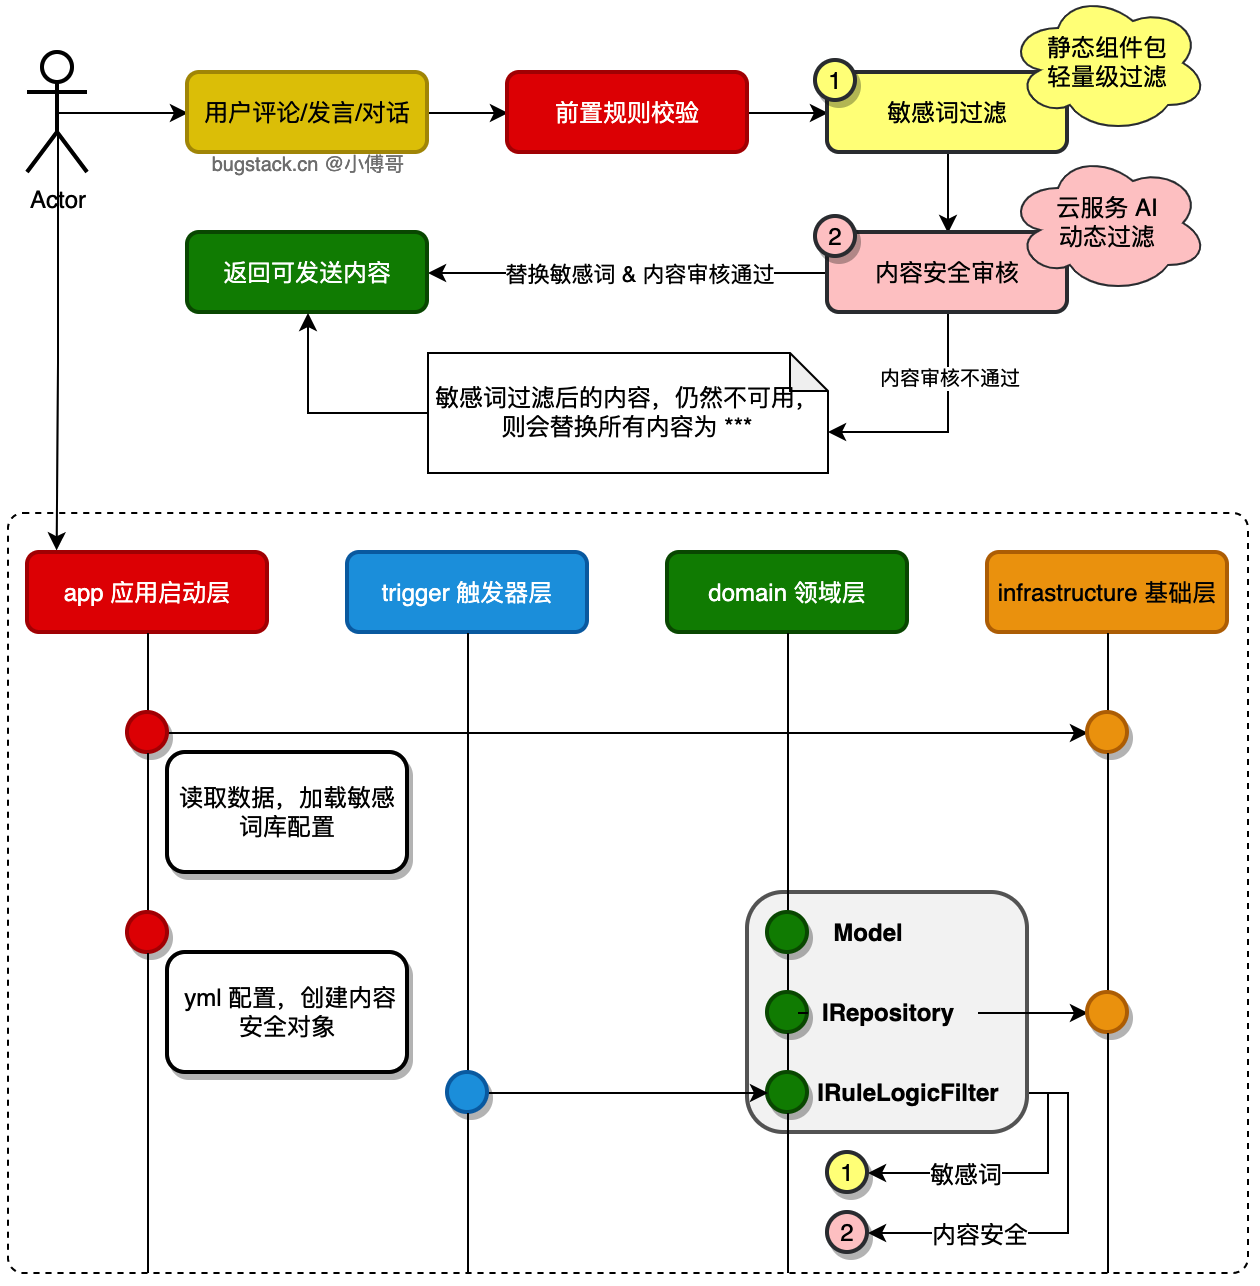 静态组件包
轻量级过滤
1
用户评论/发言/对话
前置规则校验
敏感词过滤
bugstack.cn @小傅哥
Actor
云服务 AI
动态过滤
2
返回可发送内容
替换敏感词 & 内容审核通过
内容安全审核
内容审核不通过
敏感词过滤后的内容，仍然不可用，
则会替换所有内容为 ***
app 应用启动层
trigger 触发器层
domain 领域层
infrastructure 基础层
读取数据，加载敏感
词库配置
Model
yml 配置，创建内容
安全对象
IRepository
IRuleLogicFilter
1
敏感词
2
内容安全